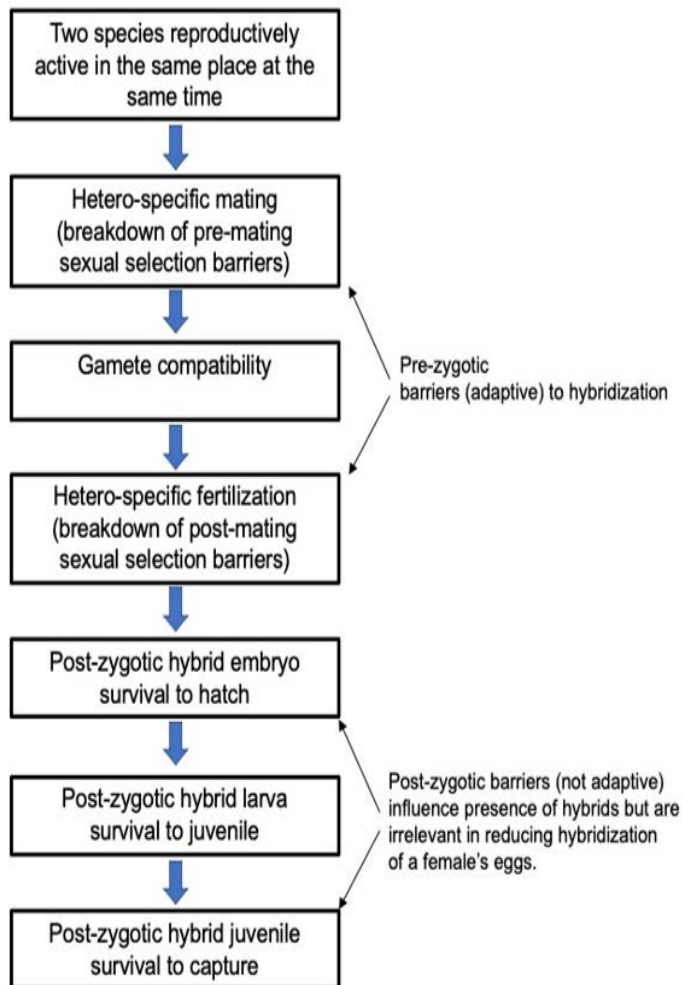 Two species reproductively
active in the same place at the
same time
Hetero-specific mating
(breakdown of pre-mating
sexual selection barriers)
Gamete compatibility
Pre-zygotic
barriers (adaptive) to hybridization
Hetero-specific fertilization
(breakdown of post-mating
sexual selection barriers)
Post-zygotic hybrid embryo
survival to hatch
Post-zygotic hybrid larva
survival to juvenile
Post-zygotic barriers (not adaptive)
influence presence of hybrids but are
irrelevant in reducing hybridization
of a female's eggs.
Post-zygotic hybrid juvenile
survival to capture